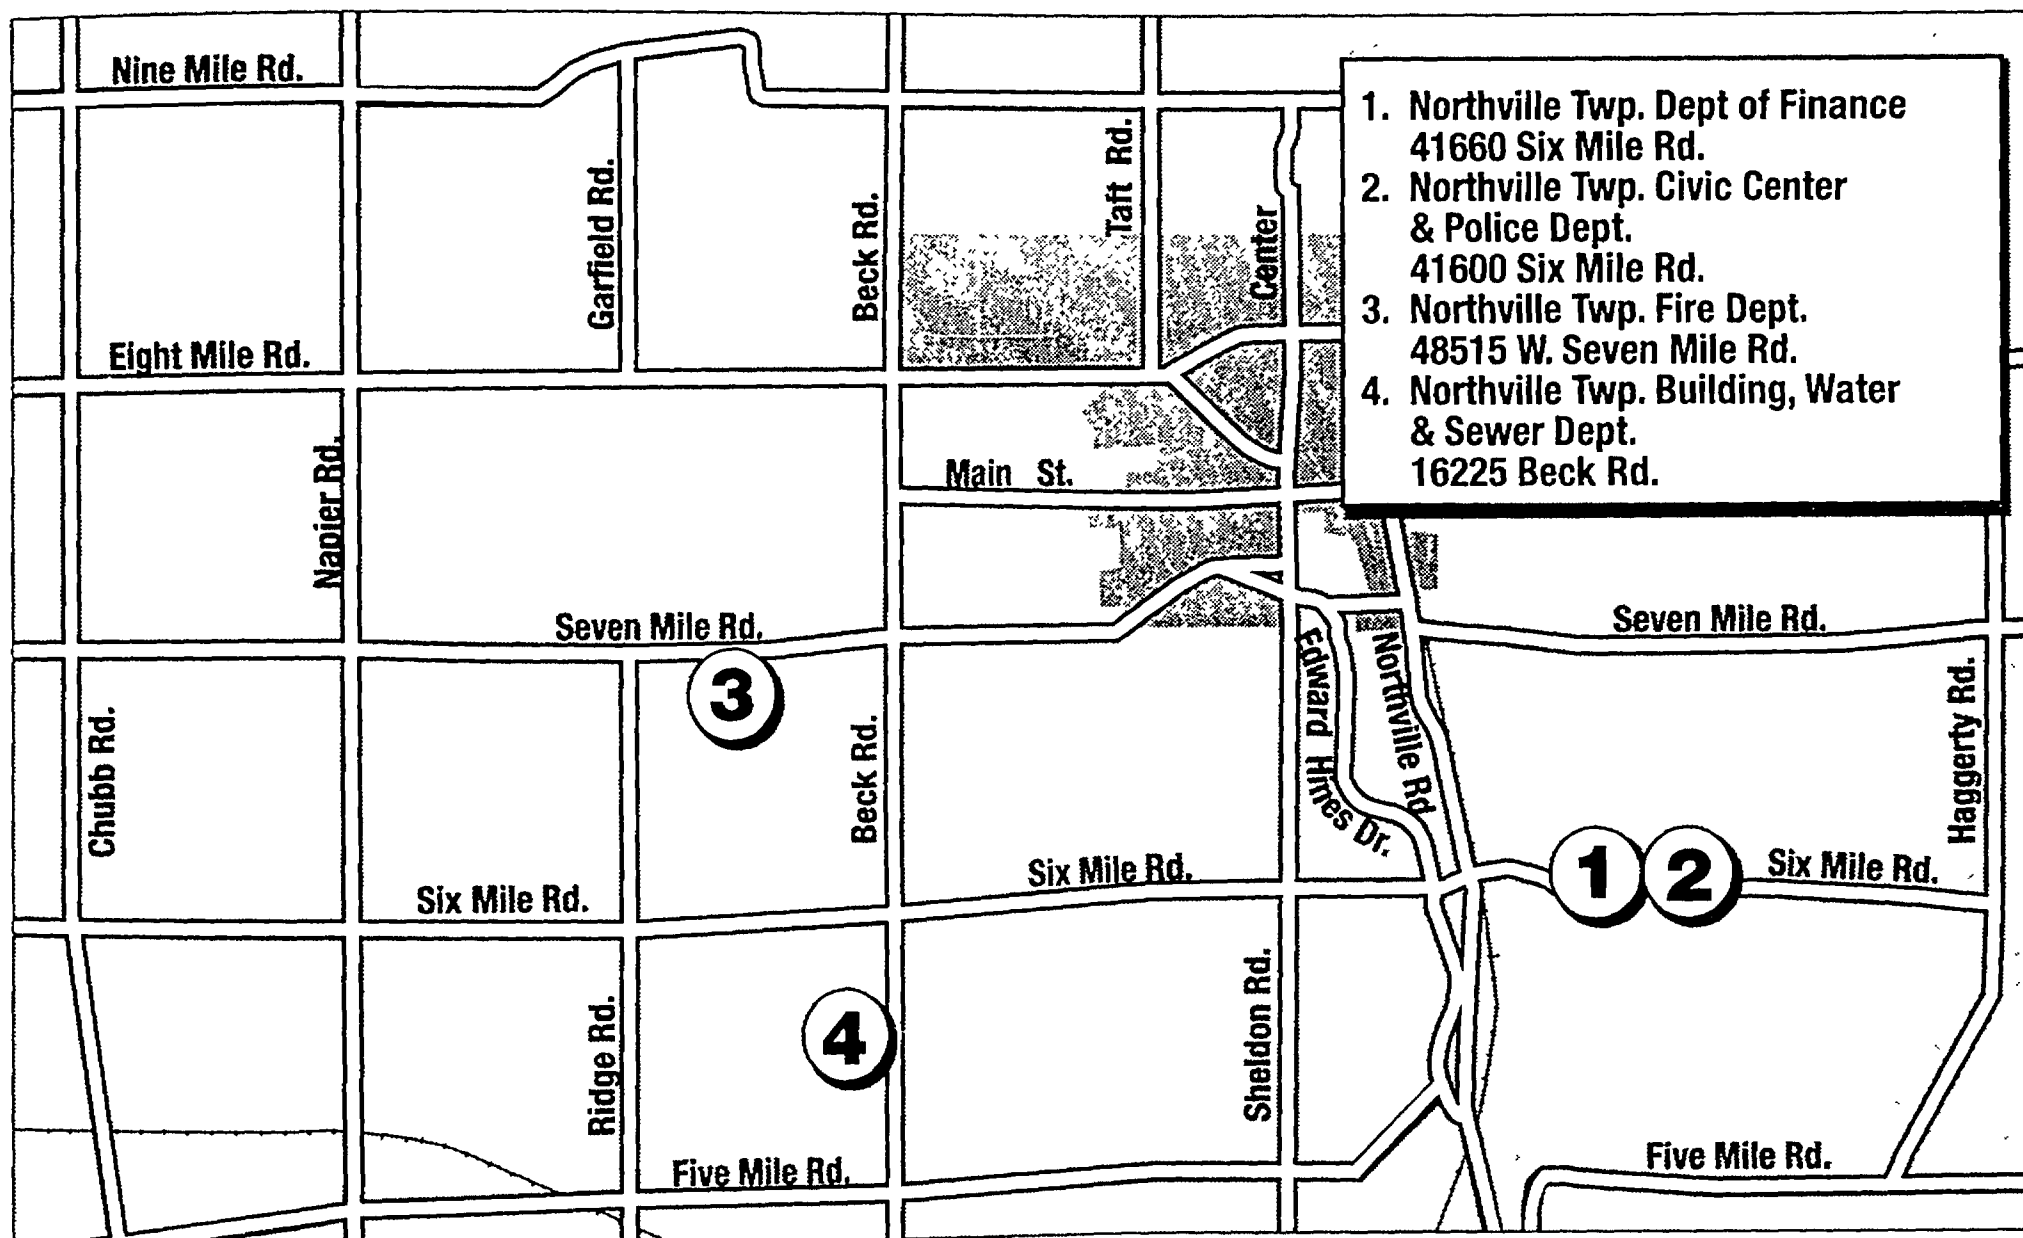 Nine Mile Rd.
1. Northville Twp. Dept of Finance
41660 Six Mile Rd.
2. Northville Twp. Civic Center
& Police Dept.
41600 Six Mile Rd.
3. Northville Twp. Fire Dept.
48515 W. Seven Mile Rd.
4. Northville Twp. Building, Water
& Sewer Dept.
16225 Beck Rd.
Garfield Rd.
Beck Rd.
Taft Rd.
Center
Eight Mile Rd.
Napier Rd.
Main St.
Seven Mile Rd.
Seven Mile Rd.
3
Chubb Rd.
Beck Rd.
Edward Hines Dr.
Northville Rd
Haggerty Rd.
Six Mile Rd.
Six Mile Rd.
1
2
Six Mile Rd.
4
Ridge Rd.
Sheldon Rd.
Five Mile Rd.
Five Mile Rd.